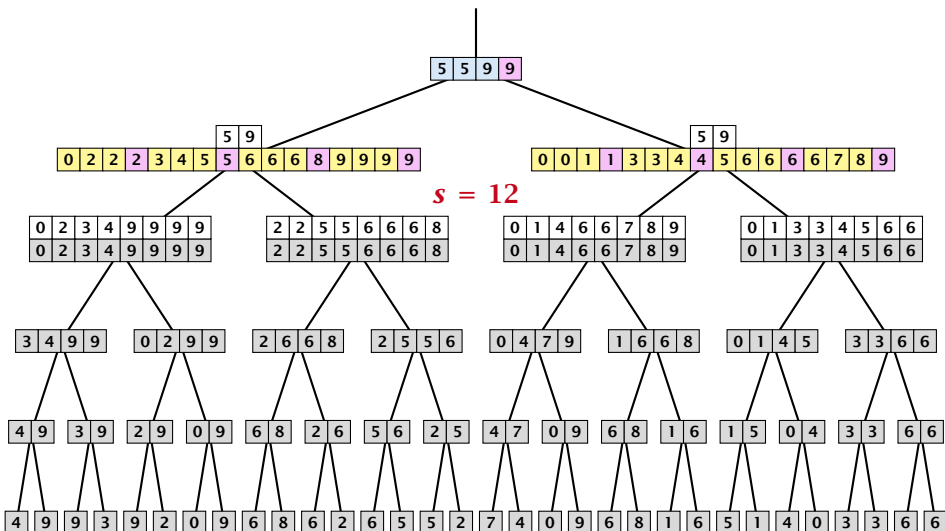 5 5 9 9
5 9 5 9
0 2 2 2 2 3 4 5 5 6 6 6 8 9 9 9 9 0 0 1 1 3 3 4 4 5 6 6 6 6 7 8 9
s = 12
0 2 3 4 9 9 9 9 2 2 5 5 6 6 6 8 0 1 4 6 6 7 8 9 0 1 3 3 4 5 6 6
0 2 3 4 9 9 9 9 2 2 5 5 6 6 6 8 0 1 4 6 6 7 8 9 0 1 3 3 4 5 6 6
3 4 9 9 0 2 9 9 2 6 6 8 2 5 5 6 0 4 7 9 1 6 6 8 0 1 4 5 3 3 6 6
4 9 3 9 2 9 0 9 6 8 2 6 5 6 2 5 4 7 0 9 6 8 1 6 1 5 0 4 3 3 6 6
4 9 9 3 9 2 0 9 6 8 6 2 6 5 5 2 7 4 0 9 6 8 1 6 5 1 4 0 3 3 6 6